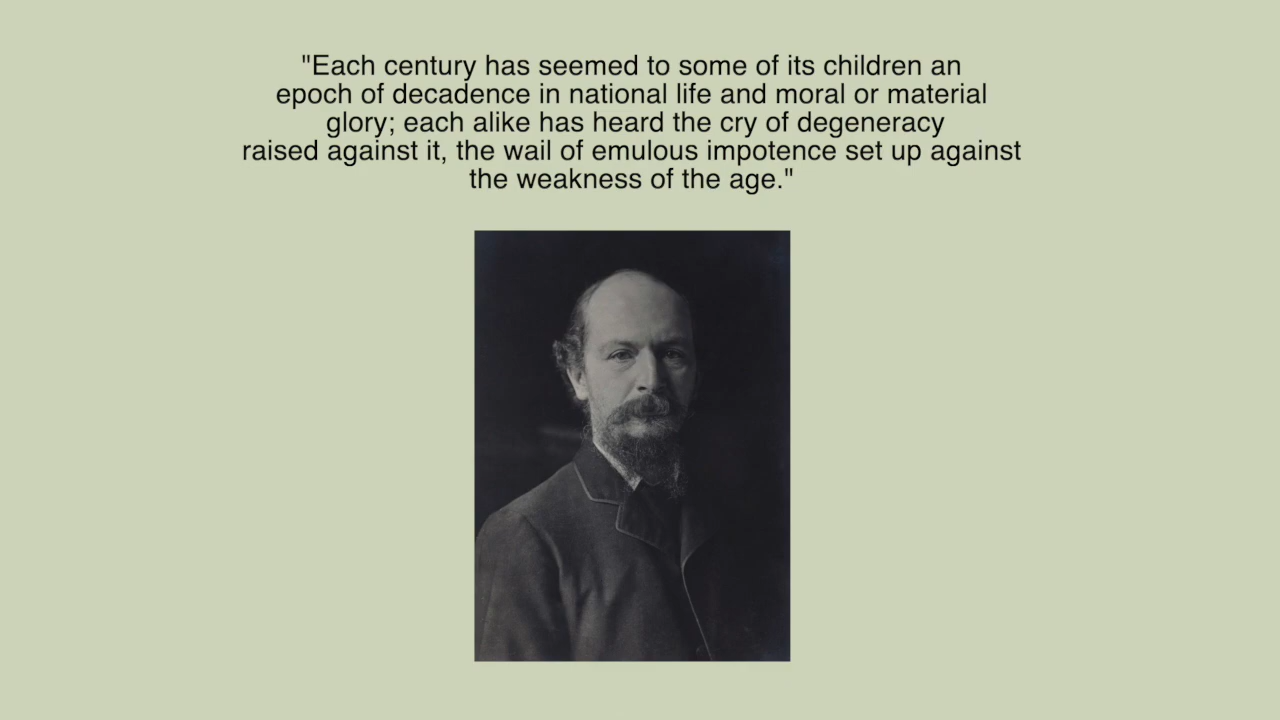 "Each century has seemed to some of its children an
epoch of decadence in national life and moral or material
glory; each alike has heard the cry of degeneracy
raised against it, the wail of emulous impotence set up against
the weakness of the age."